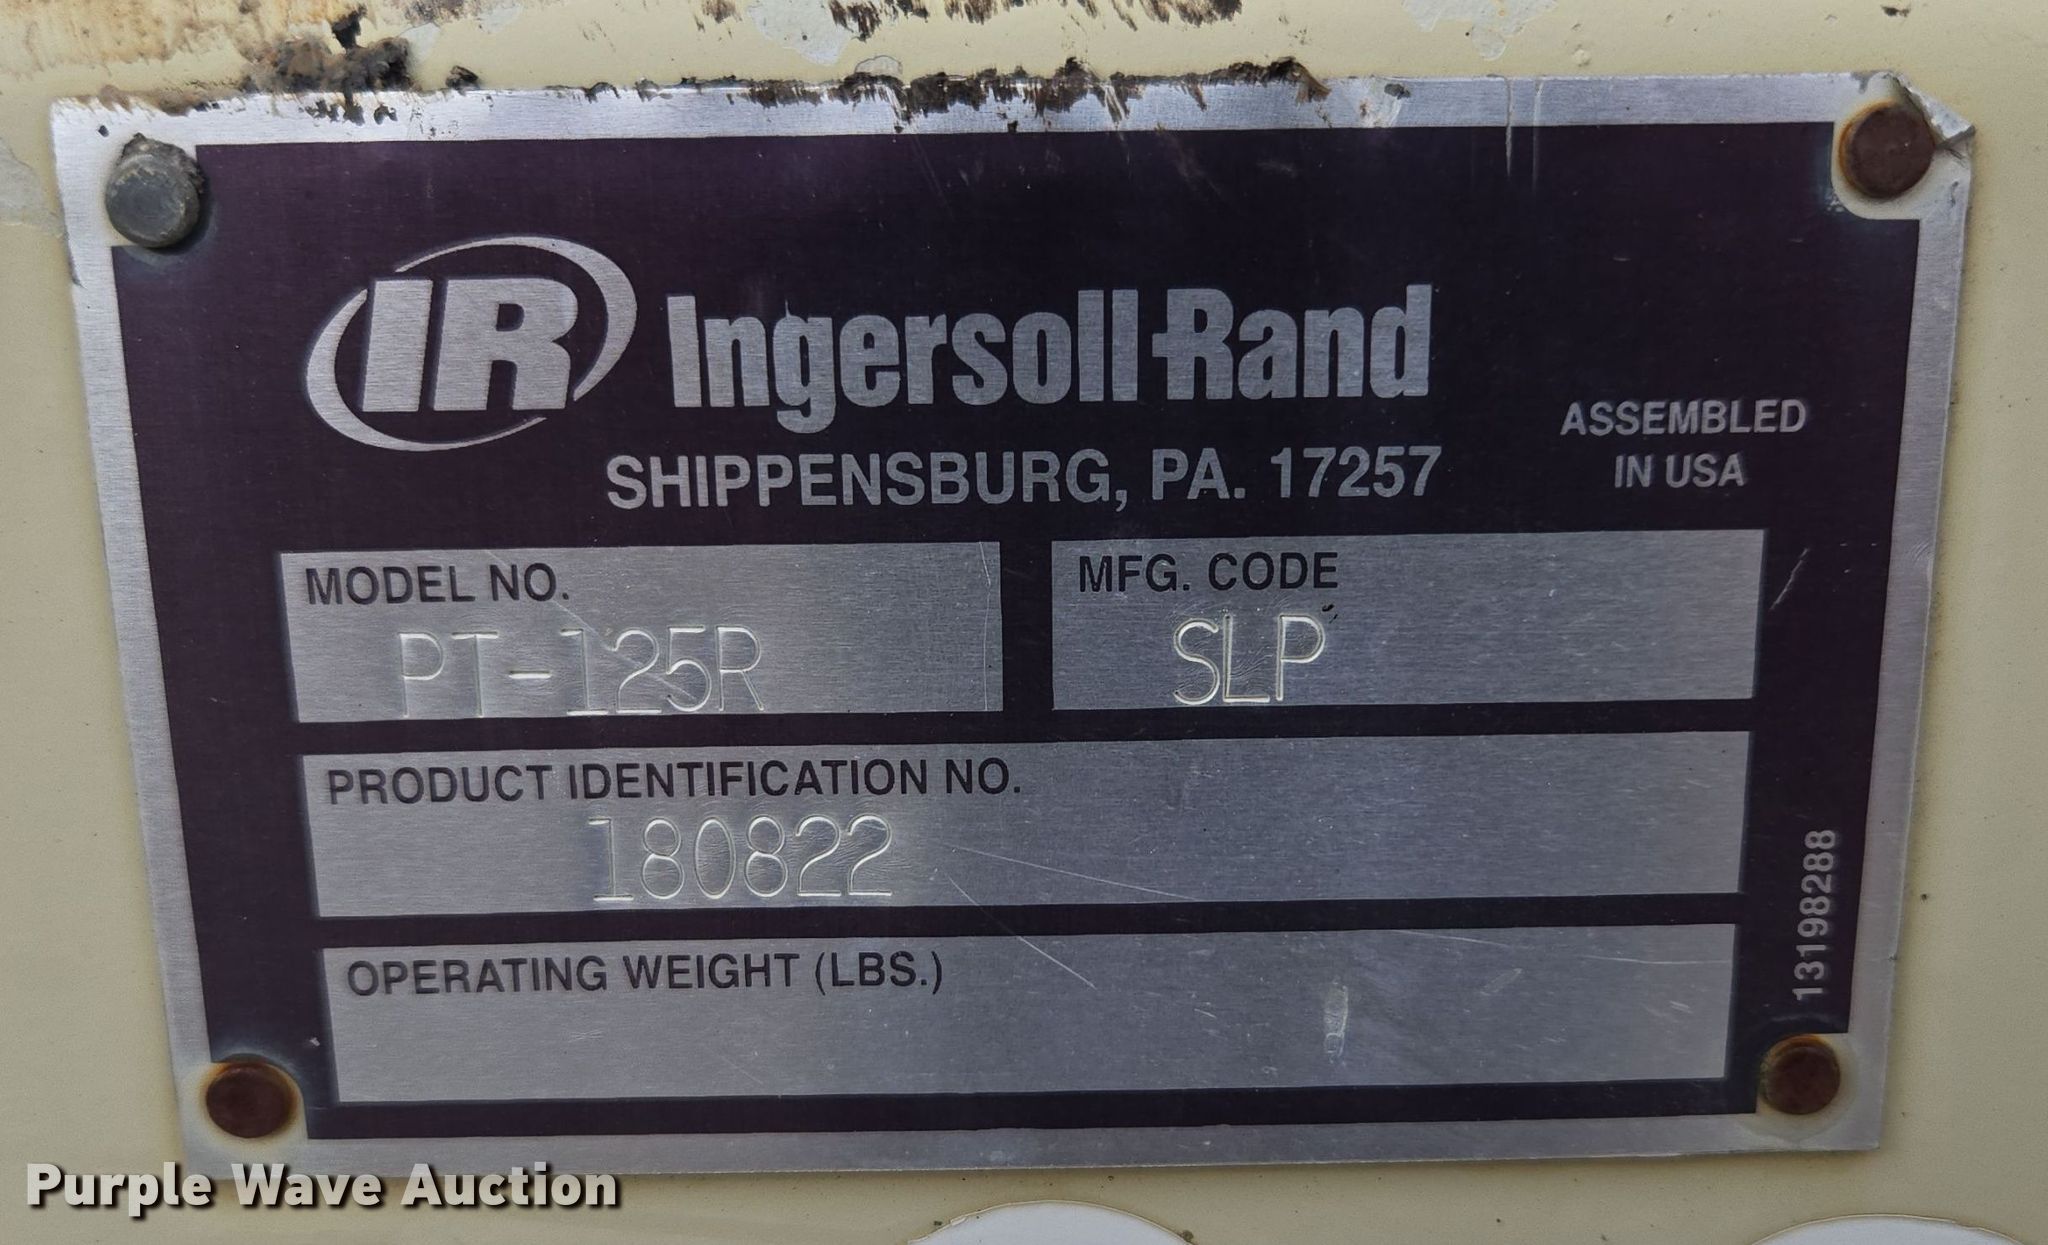 IR Ingersoll-Rand
SHIPPENSBURG, PA. 17257
ASSEMBLED
IN USA
MODEL NO.
PT-125R
MFG. CODE
SLP
PRODUCT IDENTIFICATION NO.
180822
OPERATING WEIGHT (LBS.)
13198288
Purple Wave Auction